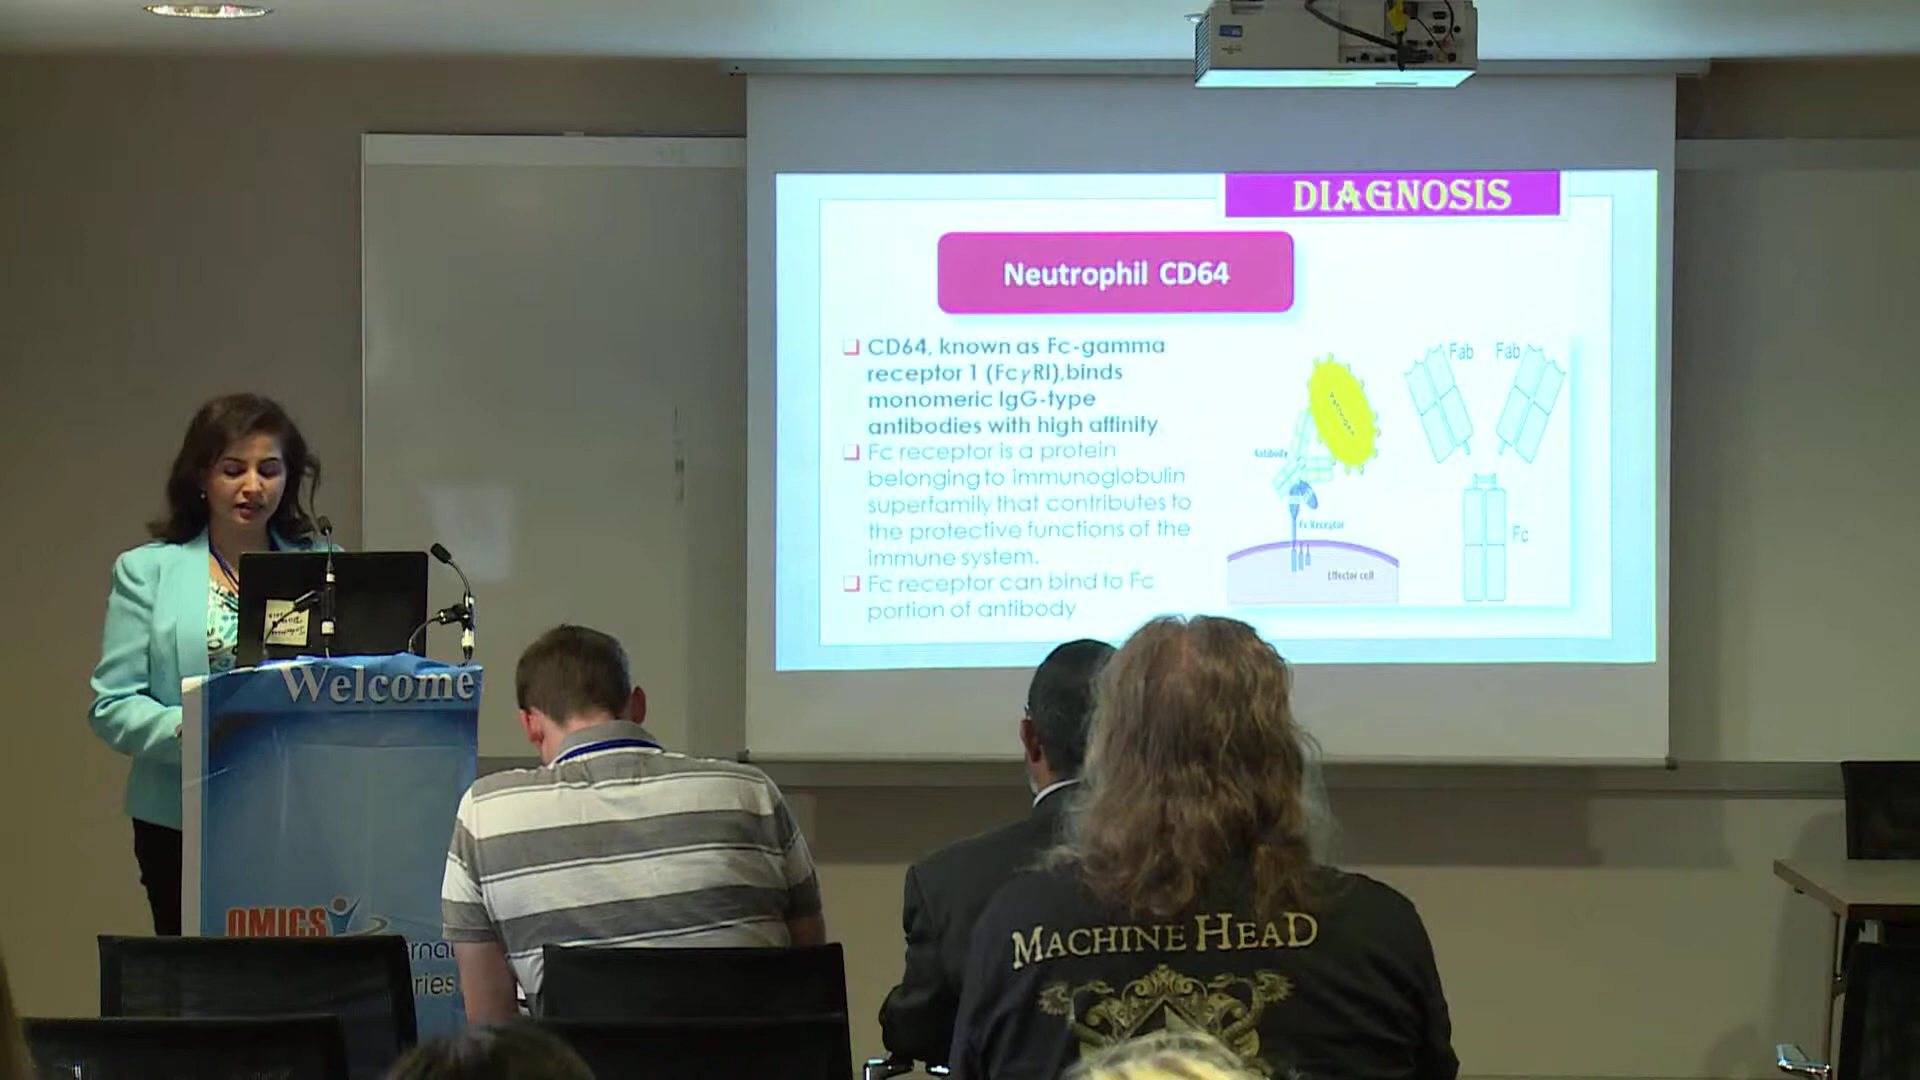 DIAGNOSIS
Neutrophil CD64
CD64, known as Fc-gamma
receptor 1 (FcγRI),binds
monomeric IgG-type
antibodies with high affinity
Fc receptor is a protein
belonging to immunoglobulin
superfamily that contributes to
the protective functions of the
immune system.
Fc receptor can bind to Fc
portion of antibody
Pathogen
Antibody
Fc Receptor
Effector cell
Fab Fab
Fc
Welcome
OMICS
MACHINE HEAD